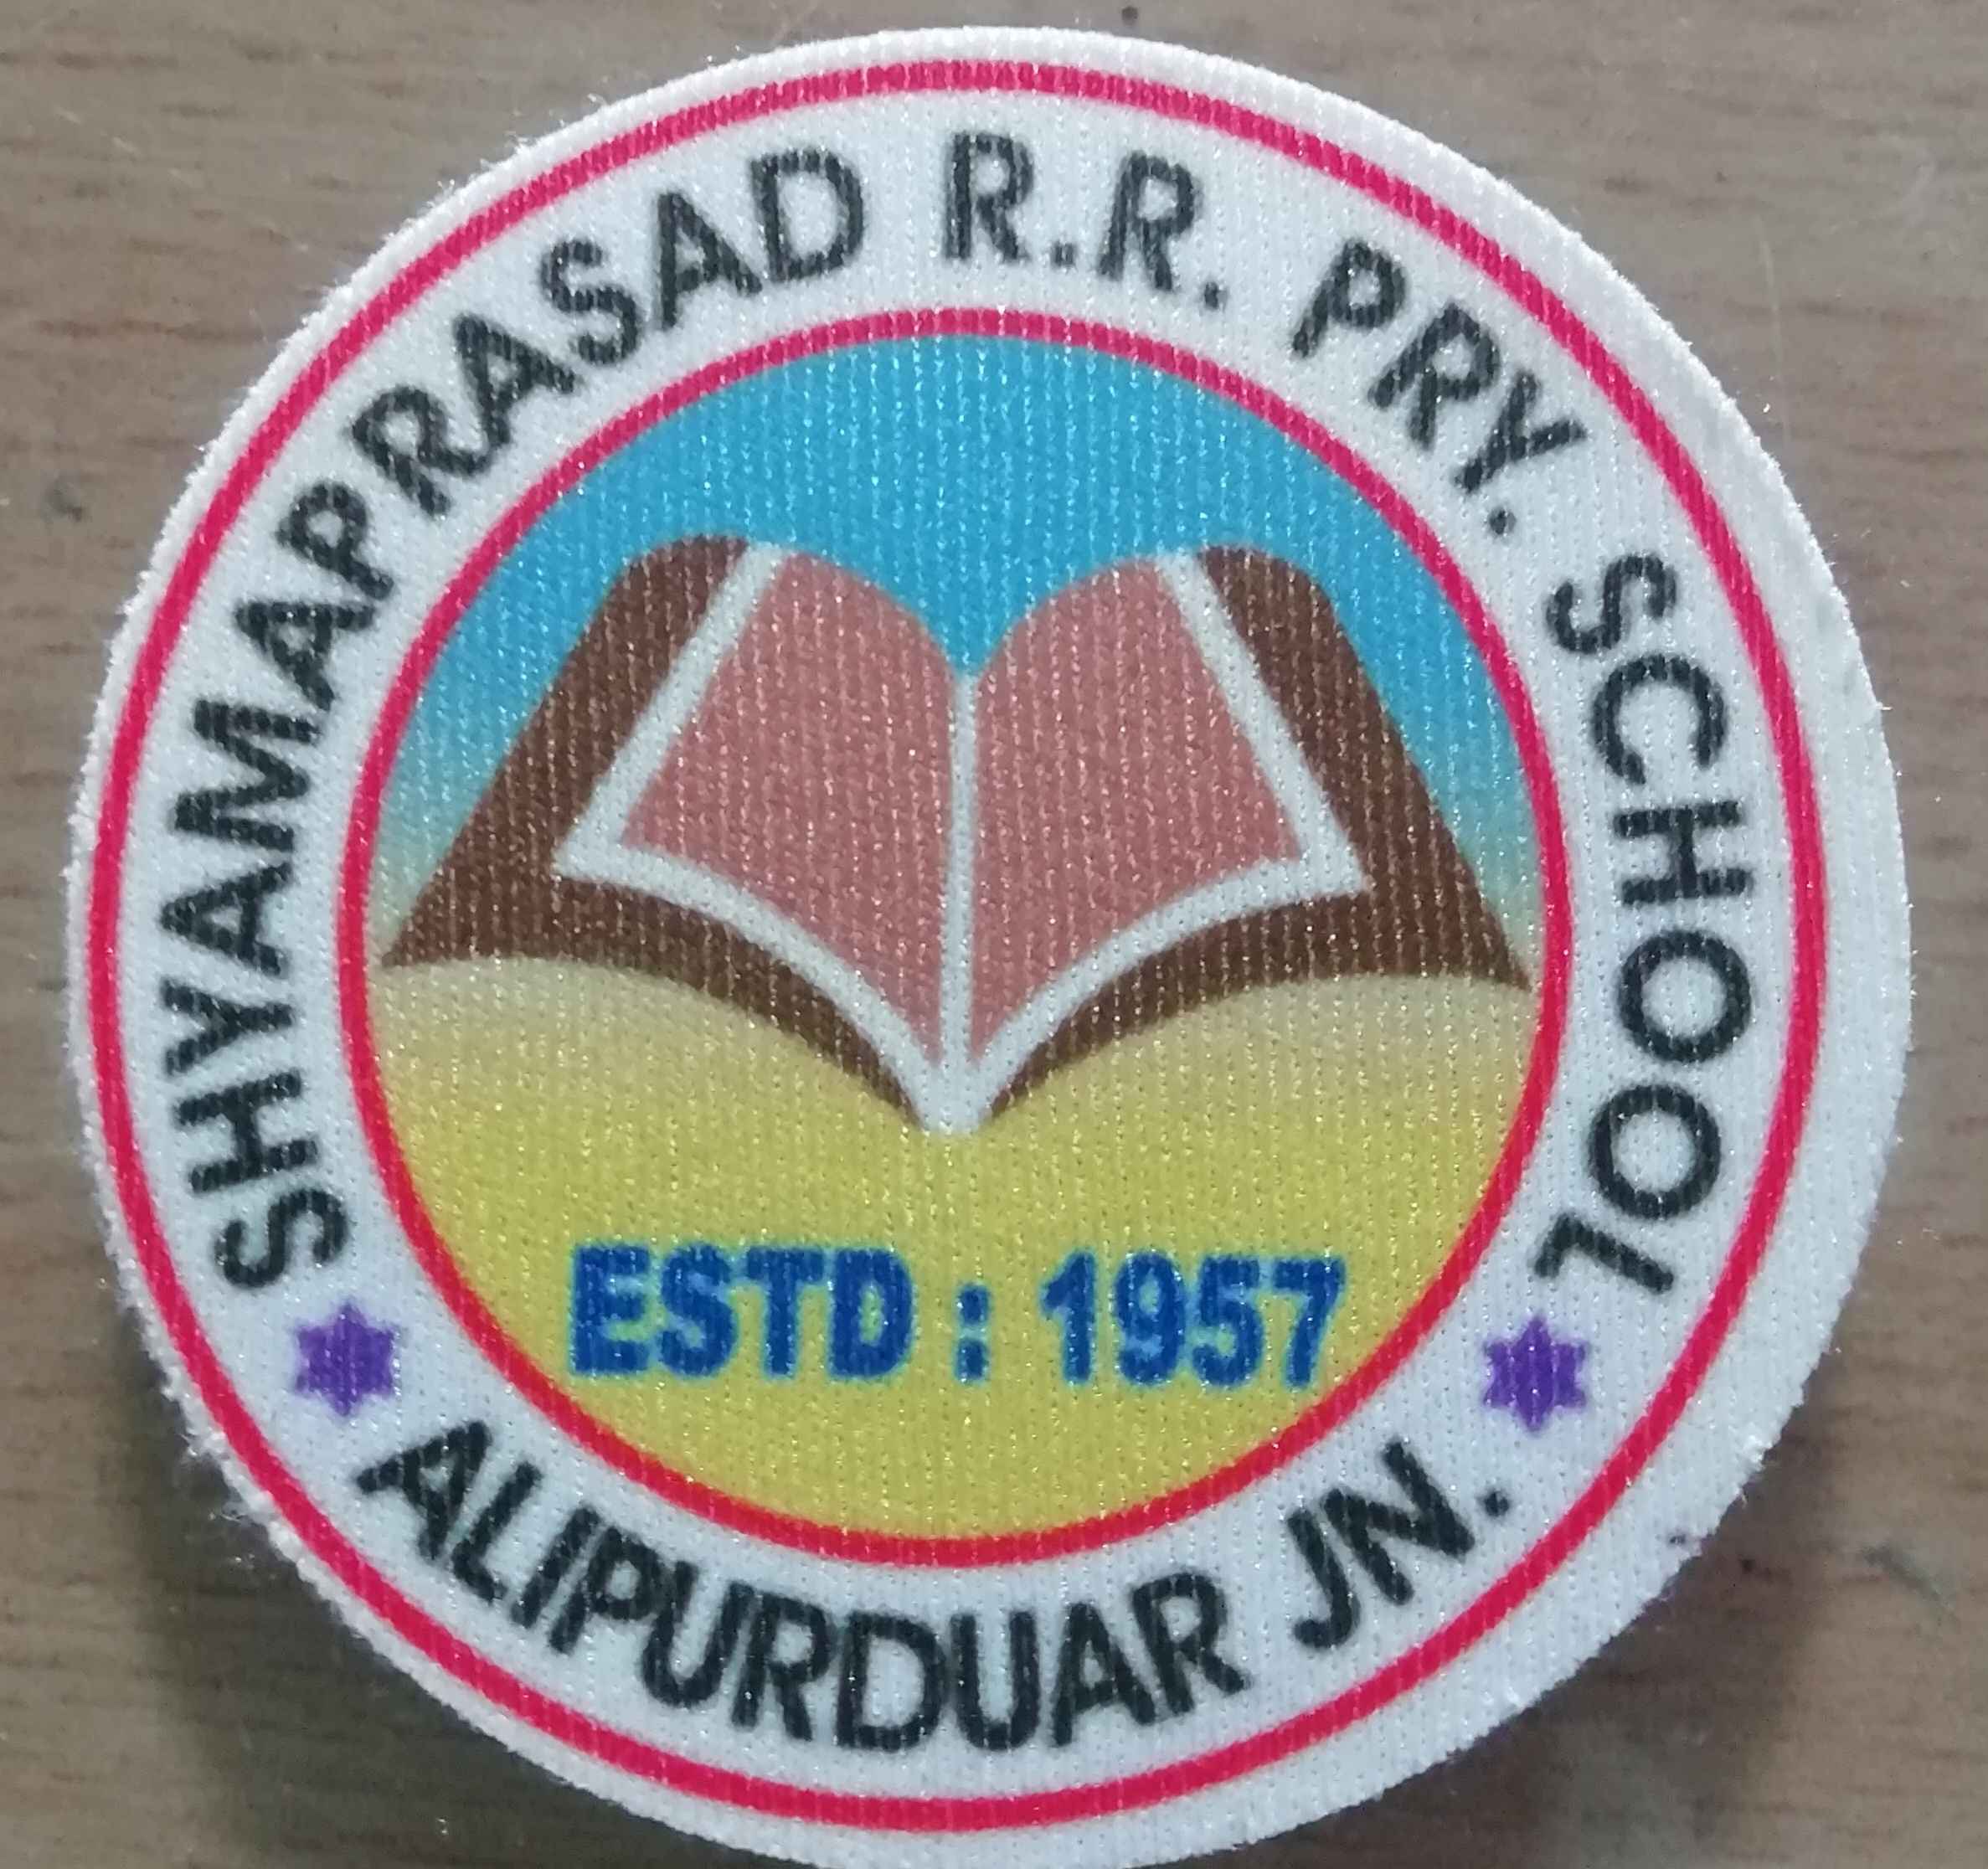 SHYAMAPRASAD R.R. PRY. SCHOOL
ESTD : 1957
ALIPURDUAR JN.